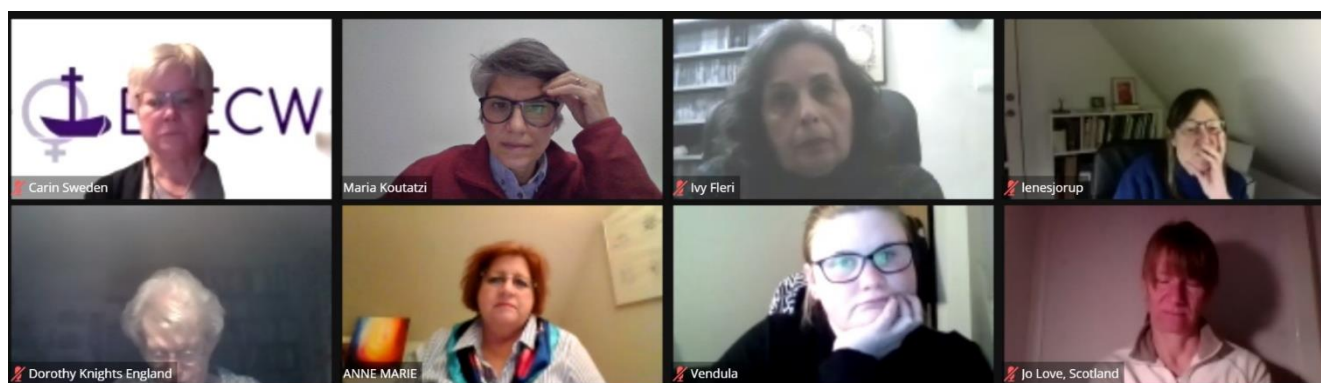 E ECW
Carin Sweden
Maria Koutatzi
Ivy Fleri
lenesjorup
Dorothy Knights England
ANNE MARIE
Vendula
Jo Love, Scotland